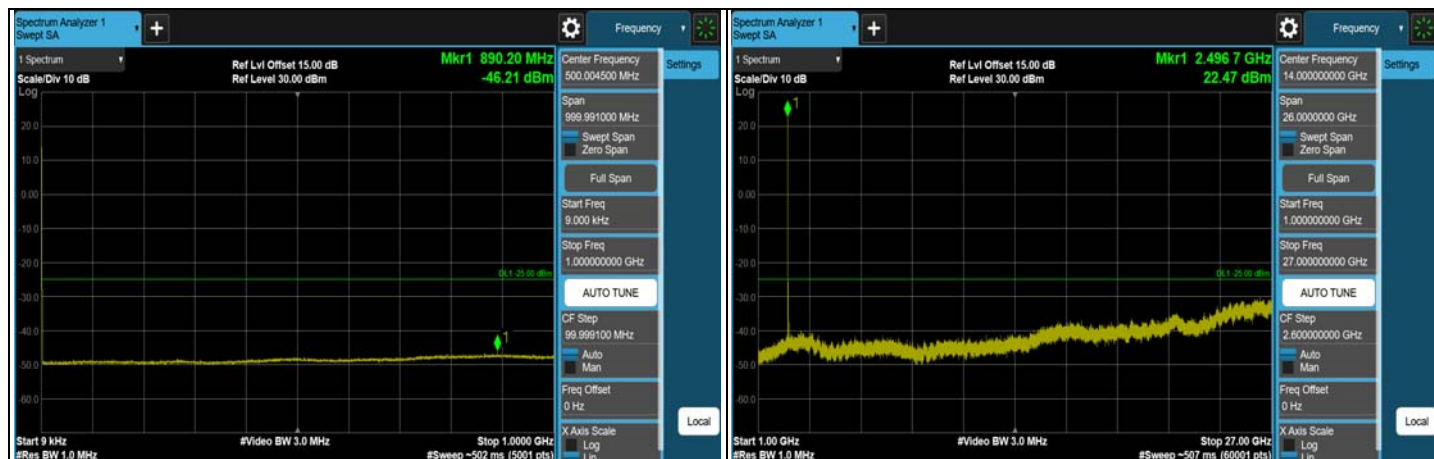 Spectrum Analyzer 1
Swept SA
+
Frequency
1 Spectrum
Scale/Div 10 dB
Ref Lvl Offset 15.00 dB
Ref Level 30.00 dBm
Mkr1 890.20 MHz
-46.21 dBm
Log
20.0
10.0
0.00
-10.0
-20.0
-30.0
-40.0
-50.0
-60.0
DL1 -25.00 dBm
1
Start 9 kHz
#Res BW 1.0 MHz
#Video BW 3.0 MHz
Stop 1.0000 GHz
#Sweep ~502 ms (5001 pts)
Center Frequency
500.004500 MHz
Span
999.991000 MHz
Swept Span
Zero Span
Full Span
Start Freq
9.000 kHz
Stop Freq
1.000000000 GHz
AUTO TUNE
CF Step
99.999100 MHz
Auto
Man
Freq Offset
0 Hz
X Axis Scale
Log
Lin
Settings
Local
Spectrum Analyzer 1
Swept SA
+
Frequency
1 Spectrum
Scale/Div 10 dB
Ref Lvl Offset 15.00 dB
Ref Level 30.00 dBm
Mkr1 2.496 7 GHz
22.47 dBm
Log
1
20.0
10.0
0.00
-10.0
-20.0
-30.0
-40.0
-50.0
-60.0
DL1 -25.00 dBm
Start 1.00 GHz
#Res BW 1.0 MHz
#Video BW 3.0 MHz
Stop 27.00 GHz
#Sweep ~507 ms (60001 pts)
Center Frequency
14.000000000 GHz
Span
26.0000000 GHz
Swept Span
Zero Span
Full Span
Start Freq
1.000000000 GHz
Stop Freq
27.000000000 GHz
AUTO TUNE
CF Step
2.600000000 GHz
Auto
Man
Freq Offset
0 Hz
X Axis Scale
Log
Lin
Settings
Local